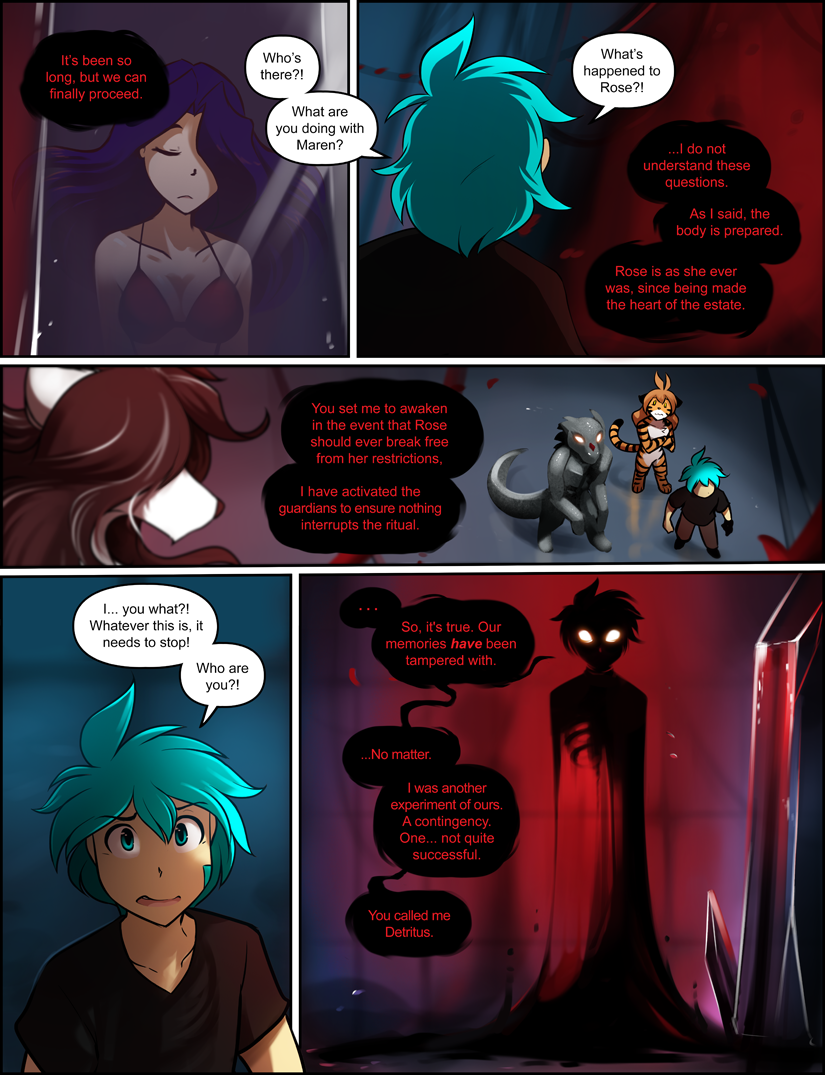 It's been so
long, but we can
finally proceed.
Who's
there?!
What are
you doing with
Maren?
What's
happened to
Rose?!
...I do not
understand these
questions.
As I said, the
body is prepared.
Rose is as she ever
was, since being made
the heart of the estate.
You set me to awaken
in the event that Rose
should ever break free
from her restrictions,
I have activated the
guardians to ensure nothing
interrupts the ritual.
I... you what?!
Whatever this is, it
needs to stop!
Who are
you?!
...
So, it's true. Our
memories have been
tampered with.
...No matter.
I was another
experiment of ours.
A contingency.
One... not quite
successful.
You called me
Detritus.